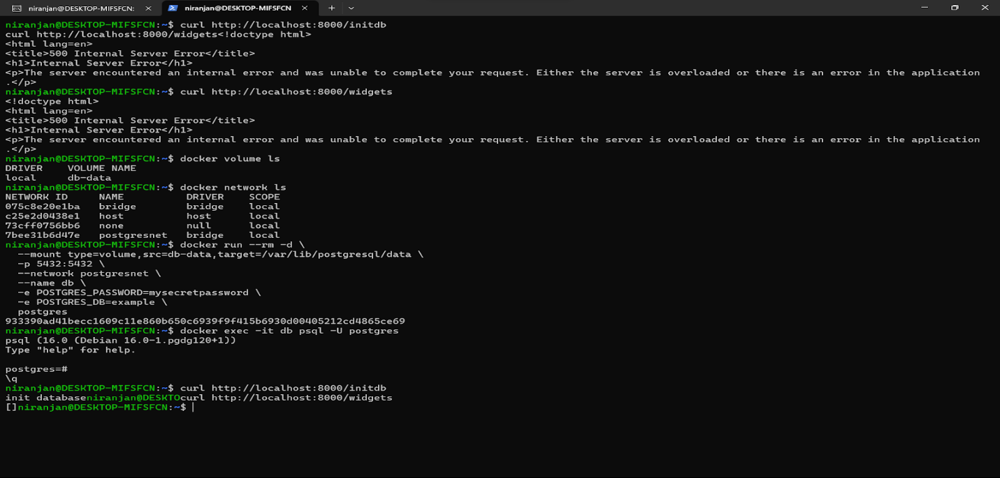 niranjan@DESKTOP-MIFSFCN:
niranjan@DESKTOP-MIFSFCN
niranjan@DESKTOP-MIFSFCN:~$ curl http://localhost:8000/initdb
curl http://localhost:8000/widgets<!doctype html>
<html lang=en>
<title>500 Internal Server Error</title>
<h1>Internal Server Error</h1>
<p>The server encountered an internal error and was unable to complete your request. Either the server is overloaded or there is an error in the application
.</p>
niranjan@DESKTOP-MIFSFCN:~$ curl http://localhost:8000/widgets
<!doctype html>
<html lang=en>
<title>500 Internal Server Error</title>
<h1>Internal Server Error</h1>
<p>The server encountered an internal error and was unable to complete your request. Either the server is overloaded or there is an error in the application
.</p>
niranjan@DESKTOP-MIFSFCN:~$ docker volume ls
DRIVER    VOLUME NAME
local     db-data
niranjan@DESKTOP-MIFSFCN:~$ docker network ls
NETWORK ID     NAME          DRIVER    SCOPE
075c8e20e1ba   bridge        bridge    local
c25e2d0438e1   host          host      local
73cff0756bb6   none          null      local
7bee31b6d47e   postgresnet   bridge    local
niranjan@DESKTOP-MIFSFCN:~$ docker run --rm -d \
  --mount type=volume,src=db-data,target=/var/lib/postgresql/data \
  -p 5432:5432 \
  --network postgresnet \
  --name db \
  -e POSTGRES_PASSWORD=mysecretpassword \
  -e POSTGRES_DB=example \
  postgres
933390ad41becc1609c11e860b650c6939f9f415b6930d00405212cd4865ce69
niranjan@DESKTOP-MIFSFCN:~$ docker exec -it db psql -U postgres
psql (16.0 (Debian 16.0-1.pgdg120+1))
Type "help" for help.
postgres=#
\q
niranjan@DESKTOP-MIFSFCN:~$ curl http://localhost:8000/initdb
init databaseniranjan@DESKTOcurl http://localhost:8000/widgets
[]niranjan@DESKTOP-MIFSFCN:~$